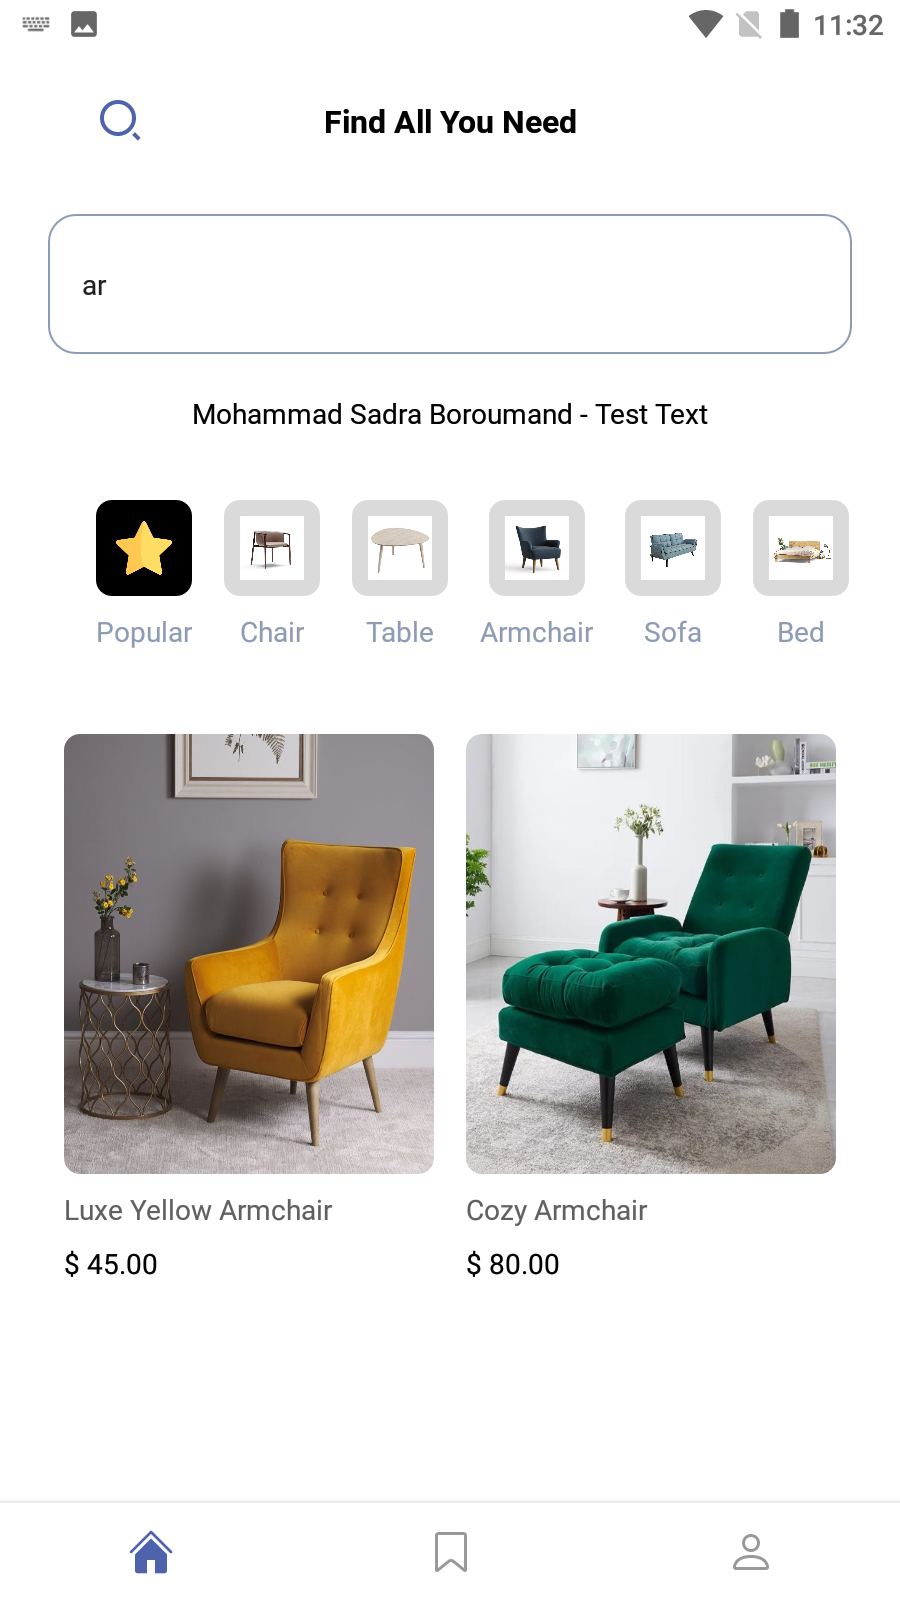 11:32
Find All You Need
ar
Mohammad Sadra Boroumand - Test Text
Popular Chair Table Armchair Sofa Bed
Luxe Yellow Armchair Cozy Armchair
$ 45.00 $ 80.00